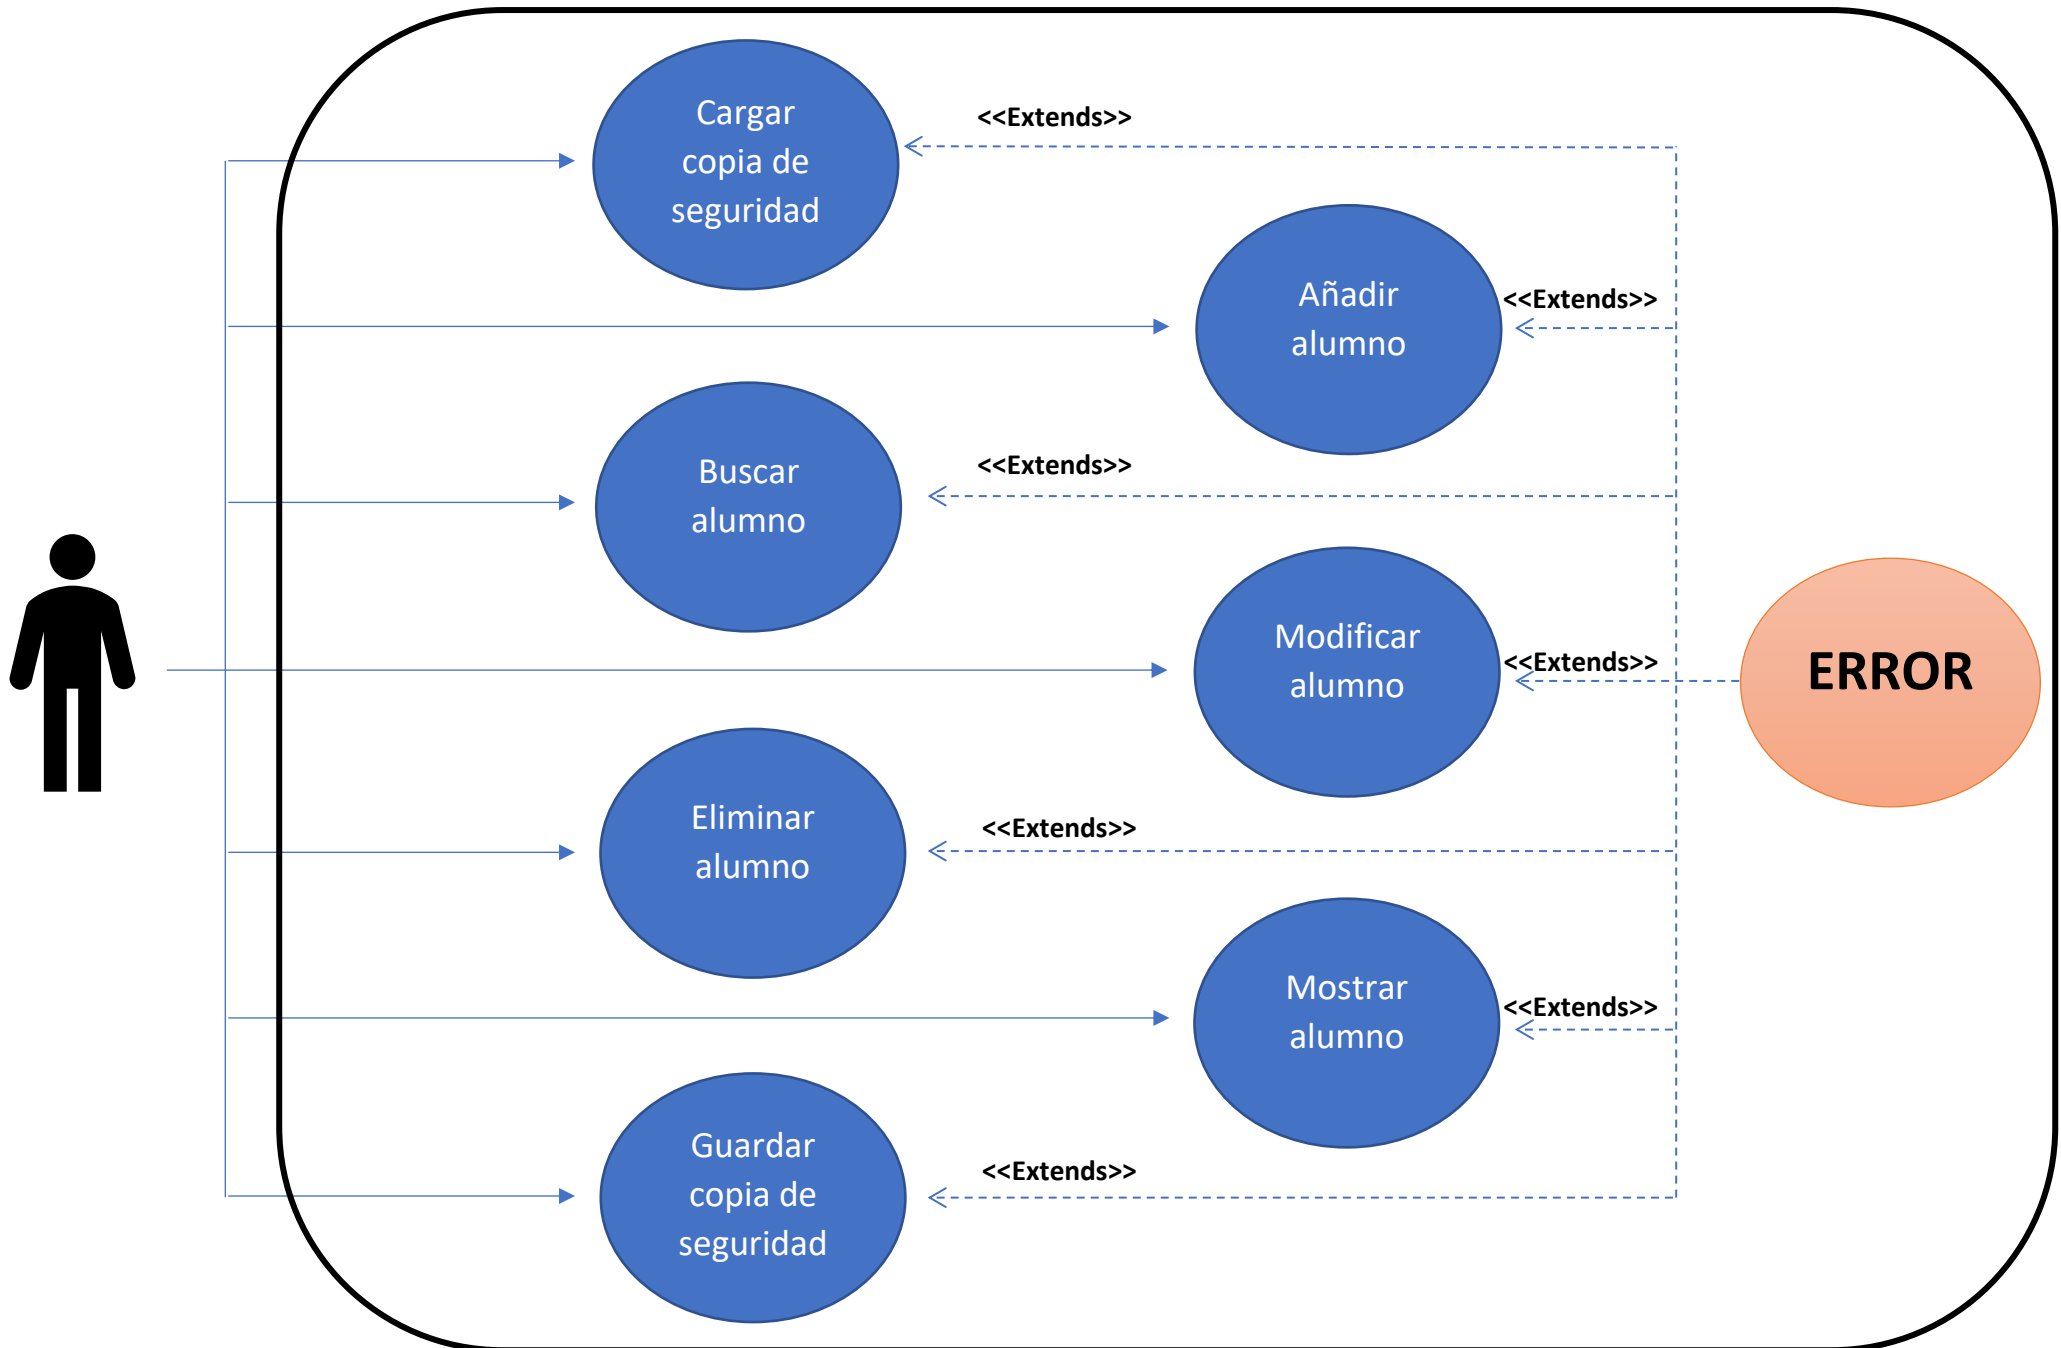 Cargar
copia de
seguridad
<<Extends>>
Añadir
alumno
<<Extends>>
Buscar
alumno
<<Extends>>
Modificar
alumno
<<Extends>>
ERROR
Eliminar
alumno
<<Extends>>
Mostrar
alumno
<<Extends>>
Guardar
copia de
seguridad
<<Extends>>